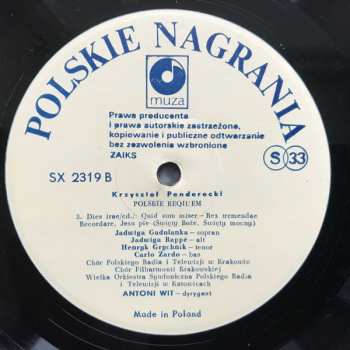 POLSKIE NAGRANIA
muza
Prawa producenta
i prawa autorskie zastrzeżone,
kopiowanie i publiczne odtwarzanie
bez zezwolenia wzbronione
ZAIKS
S 33
SX 2319 B
Krzysztof Penderecki
POLSKIE REQIUEM
3. Dies irae/cd./: Quid sum miser — Rex tremendae
Recordare, Jesu pie (Święty Boże, Święty mocny)
Jadwiga Gadulanka — sopran
Jadwiga Rappé — alt
Henryk Grychnik — tenor
Carlo Zardo — bas
Chór Polskiego Radia i Telewizji w Krakowie
Chór Filharmonii Krakowskiej
Wielka Orkiestra Symfoniczna Polskiego Radia
i Telewizji w Katowicach
ANTONI WIT — dyrygent
Made in Poland